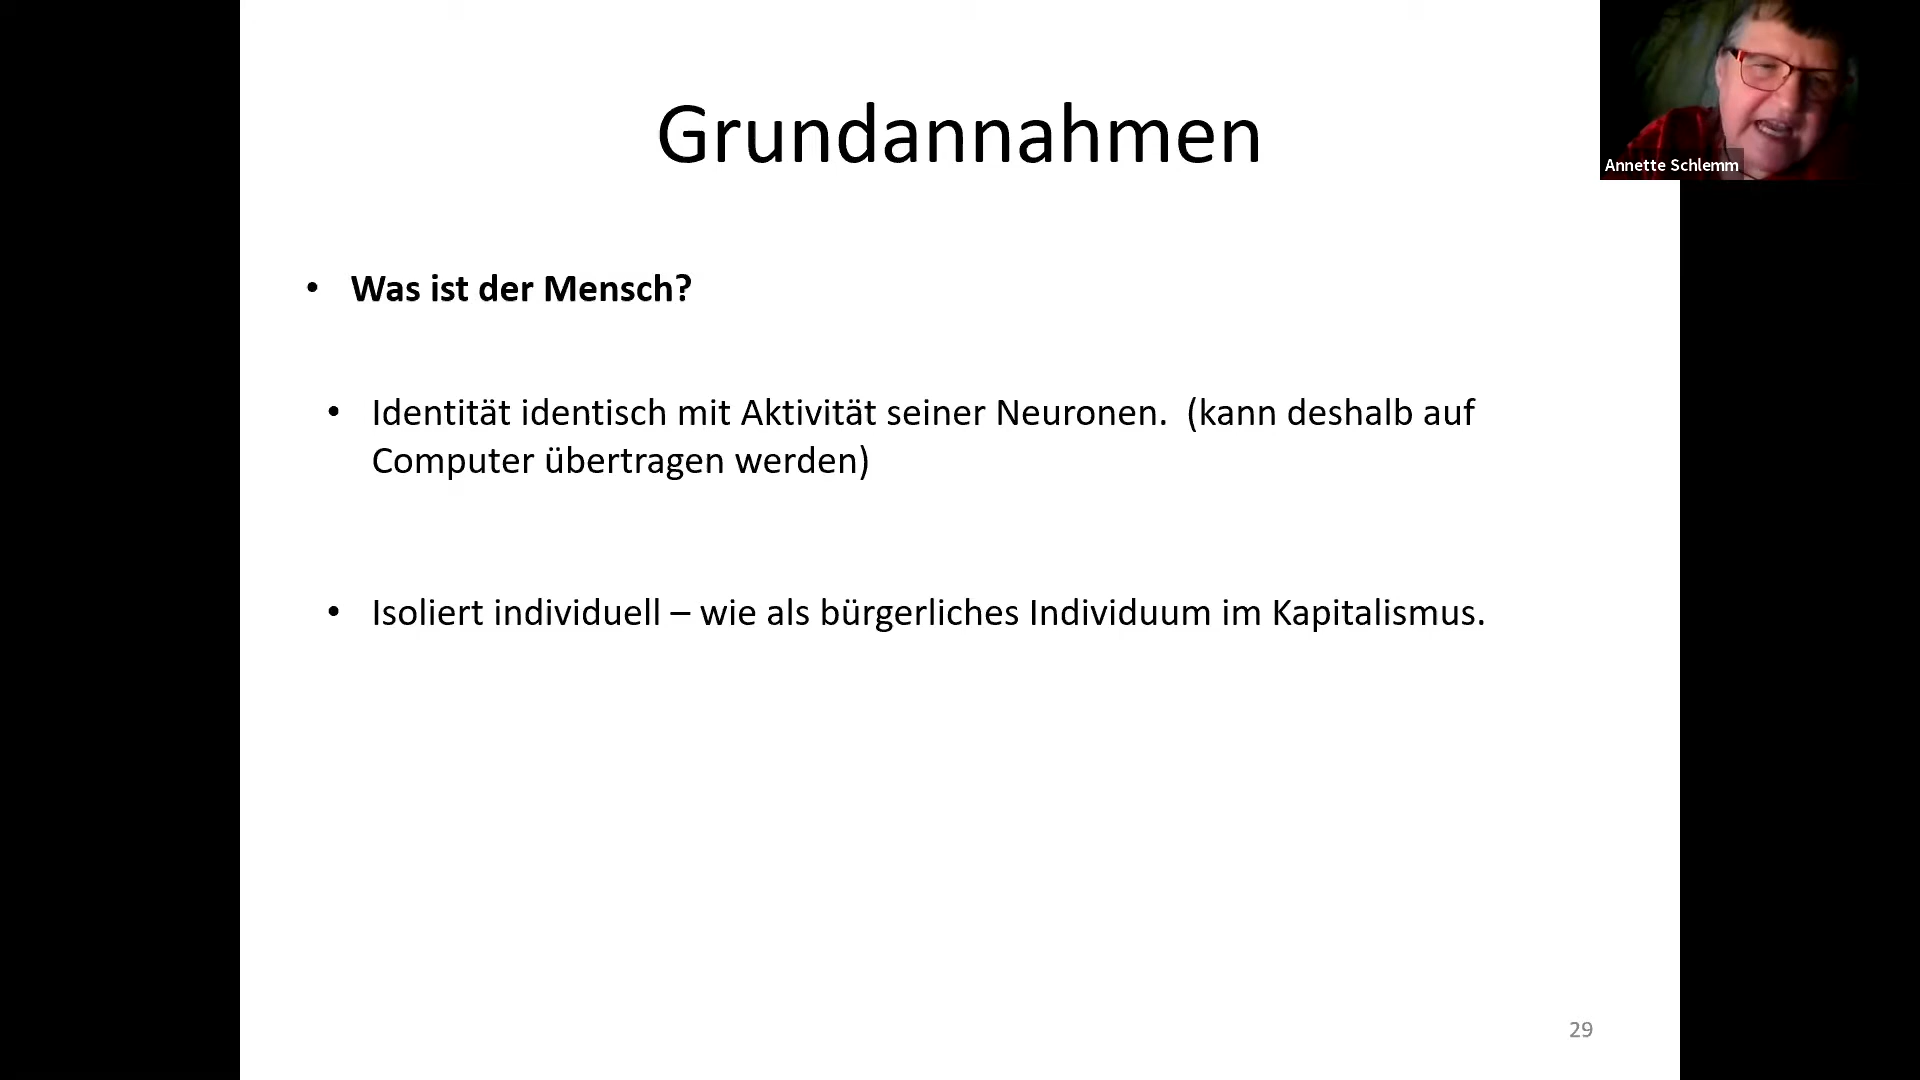 Grundannahmen
Annette Schlemm
• Was ist der Mensch?
• Identität identisch mit Aktivität seiner Neuronen.  (kann deshalb auf
Computer übertragen werden)
• Isoliert individuell – wie als bürgerliches Individuum im Kapitalismus.
29